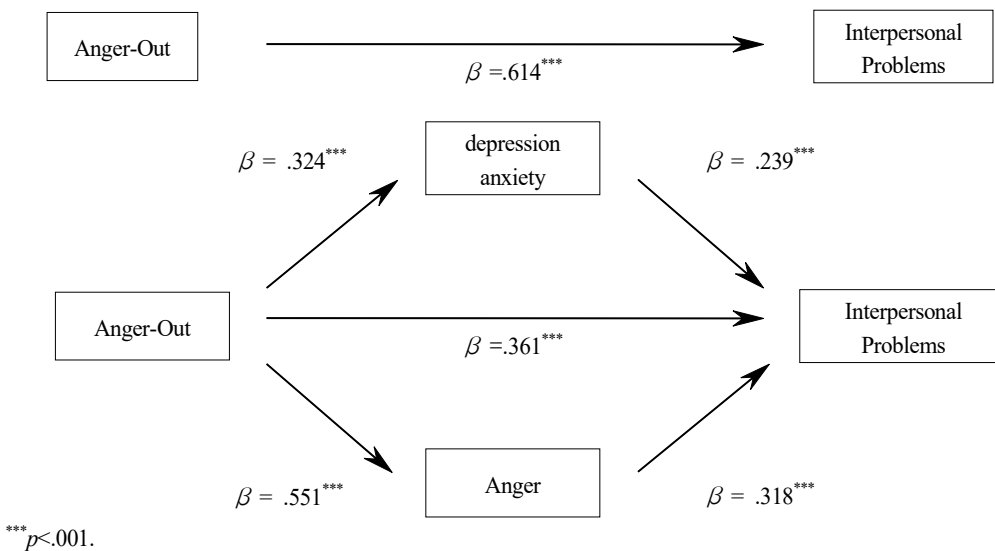 Anger-Out
Interpersonal
Problems
β =.614***
depression
anxiety
β = .324***
β = .239***
Anger-Out
Interpersonal
Problems
β =.361***
Anger
β = .551***
β = .318***
***p<.001.